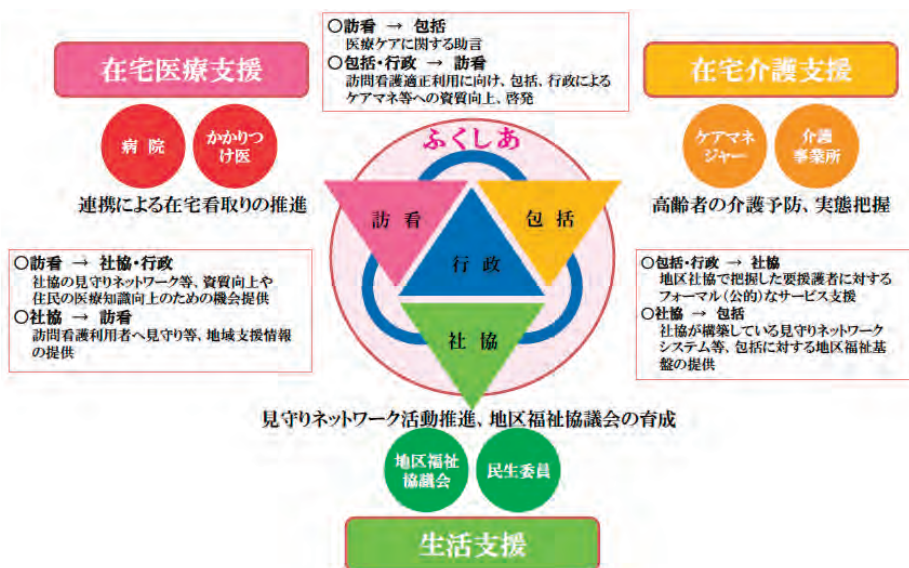 ○訪看 → 包括
医療ケアに関する助言
○包括・行政 → 訪看
訪問看護適正利用に向け、包括、行政による
ケアマネ等への資質向上、啓発
在宅医療支援
病 院
かかりつ
け医
連携による在宅看取りの推進
在宅介護支援
ケアマネ
ジャー
介護
事業所
高齢者の介護予防、実態把握
ふくしあ
訪 看
包 括
行 政
社 協
○訪看 → 社協・行政
社協の見守りネットワーク等、資質向上や
住民の医療知識向上のための機会提供
○社協 → 訪看
訪問看護利用者へ見守り等、地域支援情報
の提供
○包括・行政 → 社協
地区社協で把握した要援護者に対する
フォーマル(公的)なサービス支援
○社協 → 包括
社協が構築している見守りネットワーク
システム等、包括に対する地区福祉基
盤の提供
見守りネットワーク活動推進、地区福祉協議会の育成
地区福祉
協議会
民生委員
生活支援